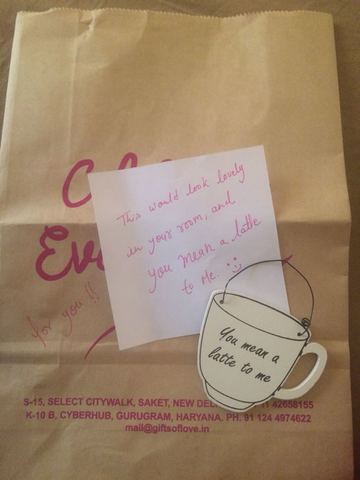 This would look lovely
in your room, and
you mean a latte
to me.
for you !!
You mean a
latte to me
S-15, SELECT CITYWALK, SAKET, NEW 42658155
K-10 B, CYBERHUB, GURUGRAM, HARYANA. PH. 91 124 4974622
mail@giftsoflove.in